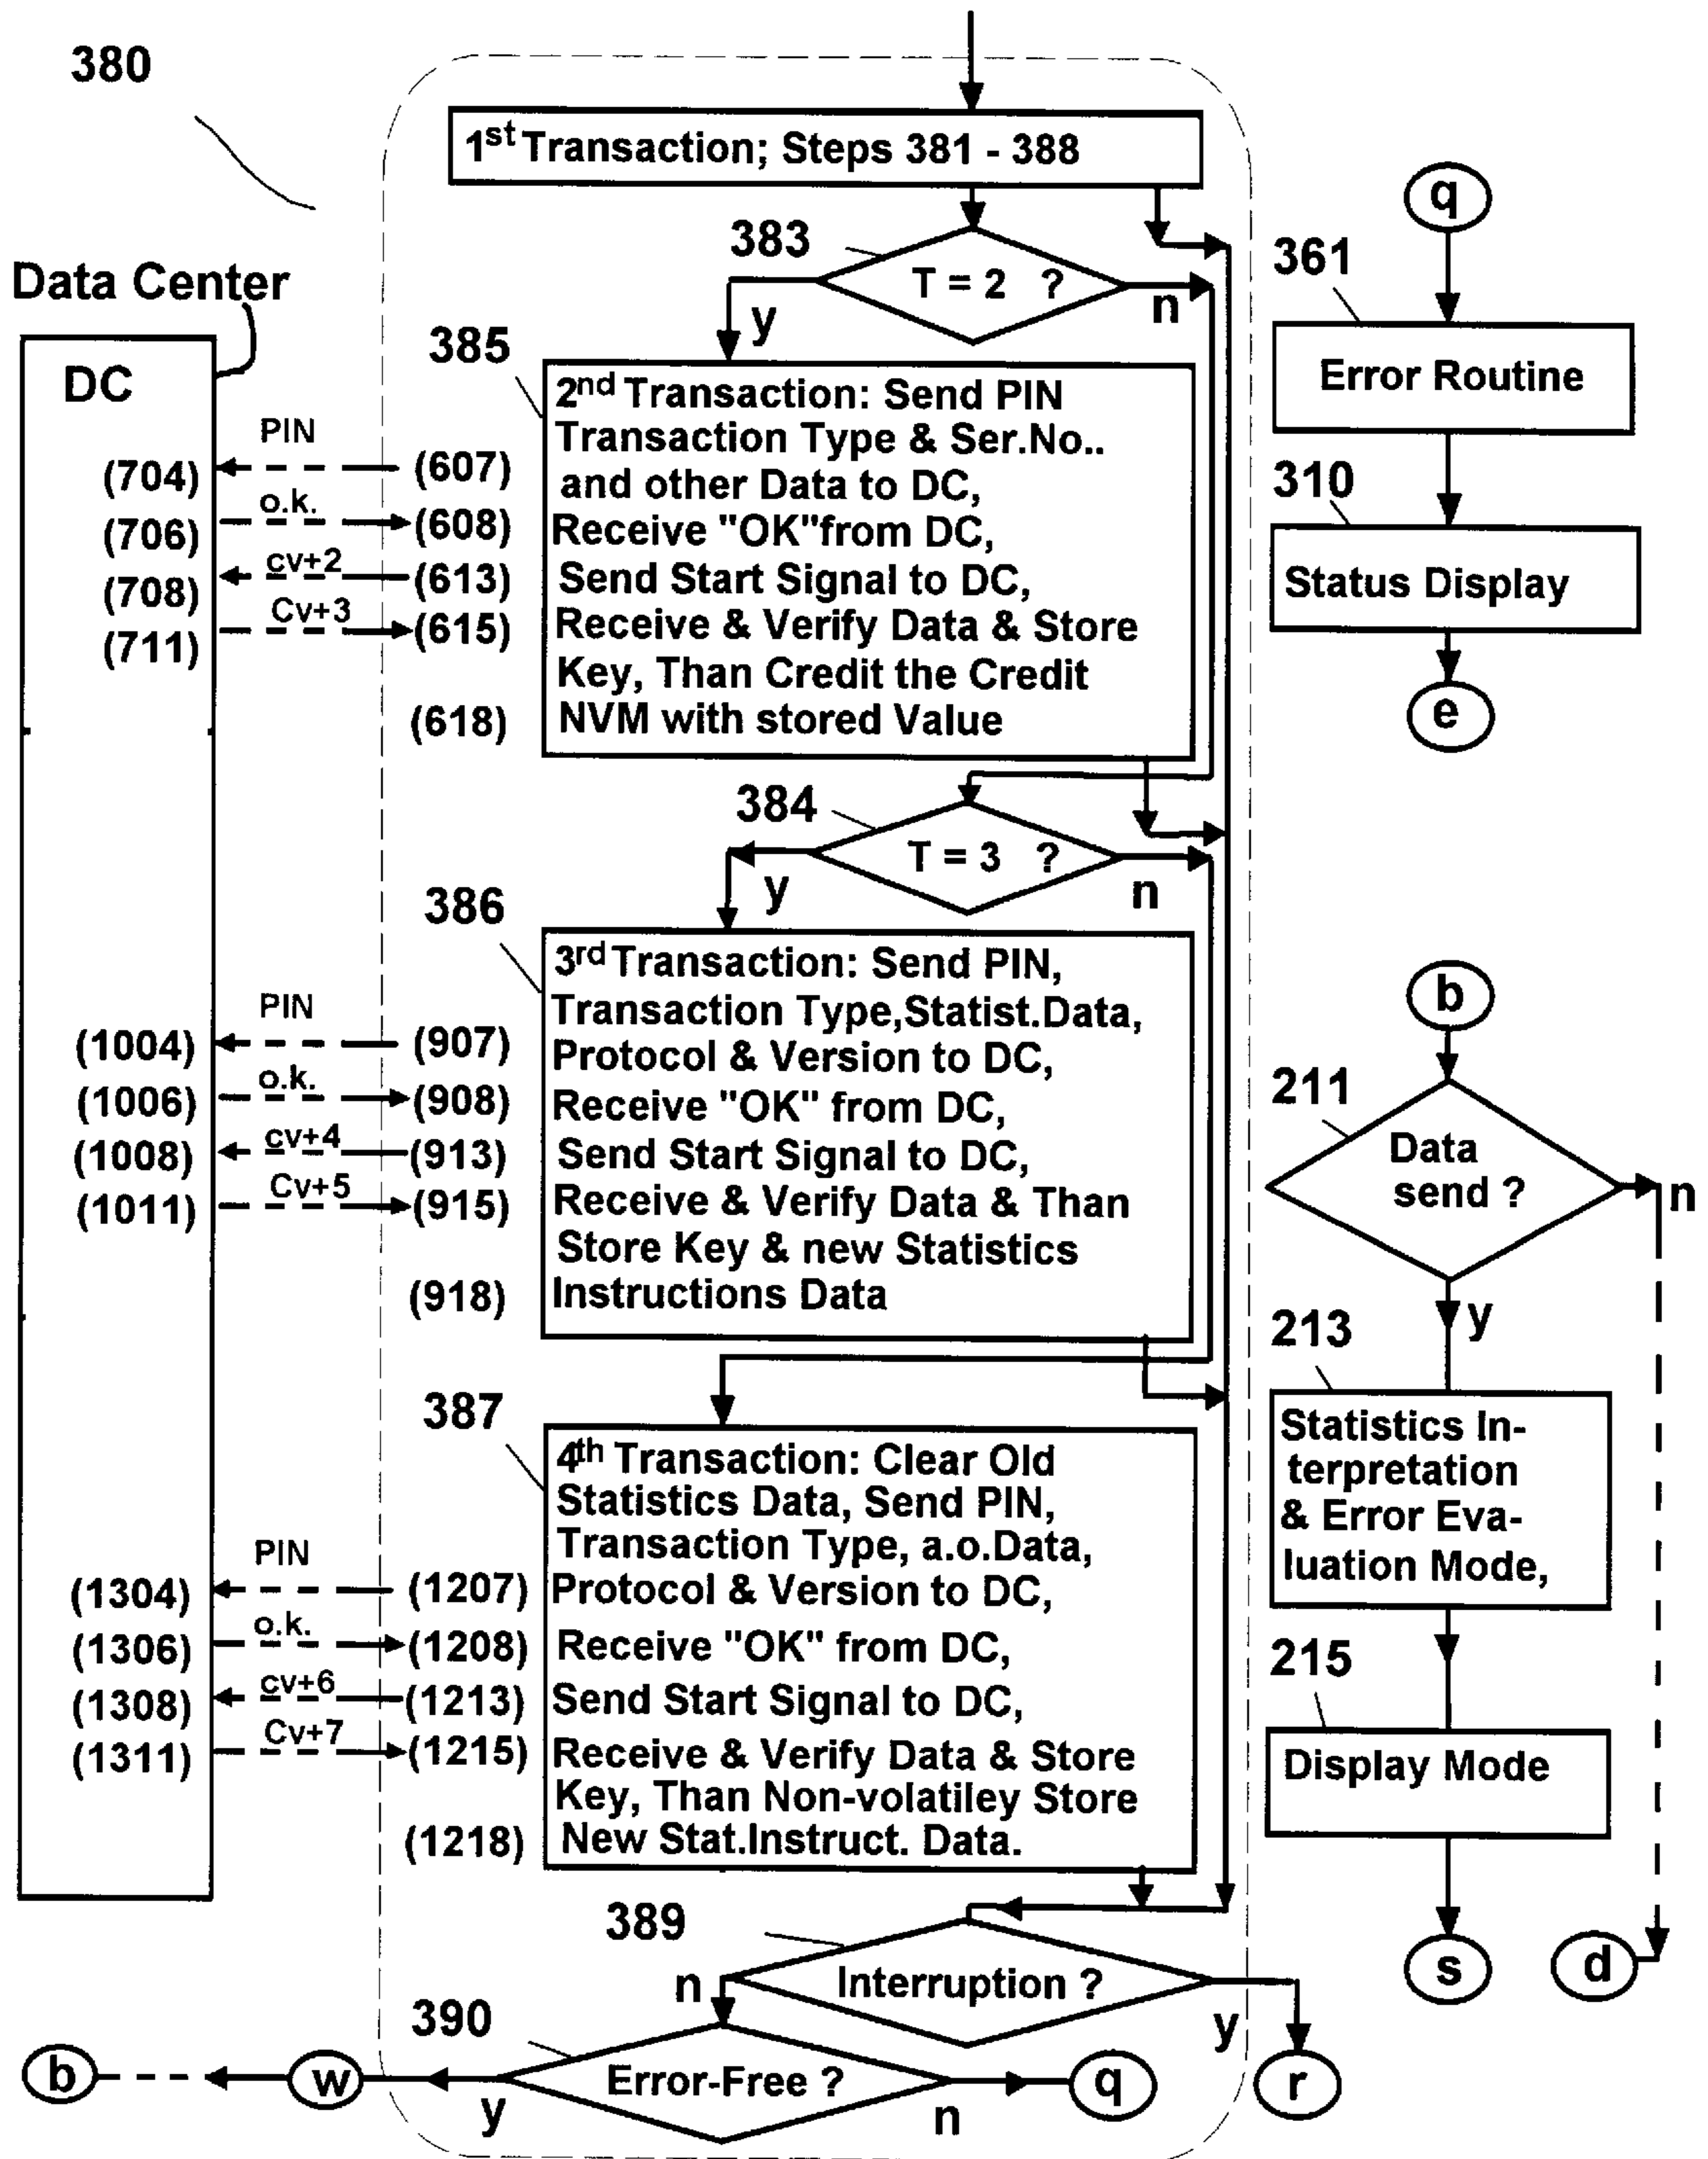 380
1st Transaction; Steps 381 - 388
383
T = 2 ?
y
n
Data Center
DC
385
2nd Transaction: Send PIN
Transaction Type & Ser.No..
and other Data to DC,
Receive "OK"from DC,
Send Start Signal to DC,
Receive & Verify Data & Store
Key, Than Credit the Credit
NVM with stored Value
PIN
(704)
(607)
o.k.
(706)
(608)
cv+2
(708)
(613)
Cv+3
(711)
(615)
(618)
384
T = 3 ?
y
n
386
3rd Transaction: Send PIN,
Transaction Type,Statist.Data,
Protocol & Version to DC,
Receive "OK" from DC,
Send Start Signal to DC,
Receive & Verify Data & Than
Store Key & new Statistics
Instructions Data
PIN
(1004)
(907)
o.k.
(1006)
(908)
cv+4
(1008)
(913)
Cv+5
(1011)
(915)
(918)
387
4th Transaction: Clear Old
Statistics Data, Send PIN,
Transaction Type, a.o.Data,
Protocol & Version to DC,
Receive "OK" from DC,
Send Start Signal to DC,
Receive & Verify Data & Store
Key, Than Non-volatiley Store
New Stat.Instruct. Data.
PIN
(1304)
(1207)
o.k.
(1306)
(1208)
cv+6
(1308)
(1213)
Cv+7
(1311)
(1215)
(1218)
389
Interruption ?
n
y
r
390
Error-Free ?
y
n
q
w
b
q
361
Error Routine
310
Status Display
e
b
211
Data
send ?
n
y
213
Statistics In-
terpretation
& Error Eva-
luation Mode,
215
Display Mode
s
d